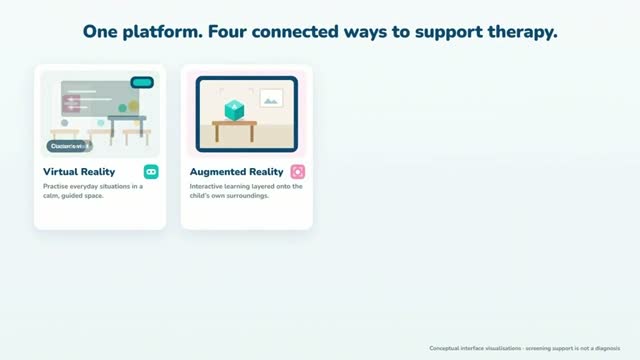 One platform. Four connected ways to support therapy.
Virtual Reality
Practise everyday situations in a
calm, guided space.
Augmented Reality
Interactive learning layered onto the
child's own surroundings.
Conceptual interface visualisations · screening support is not a diagnosis